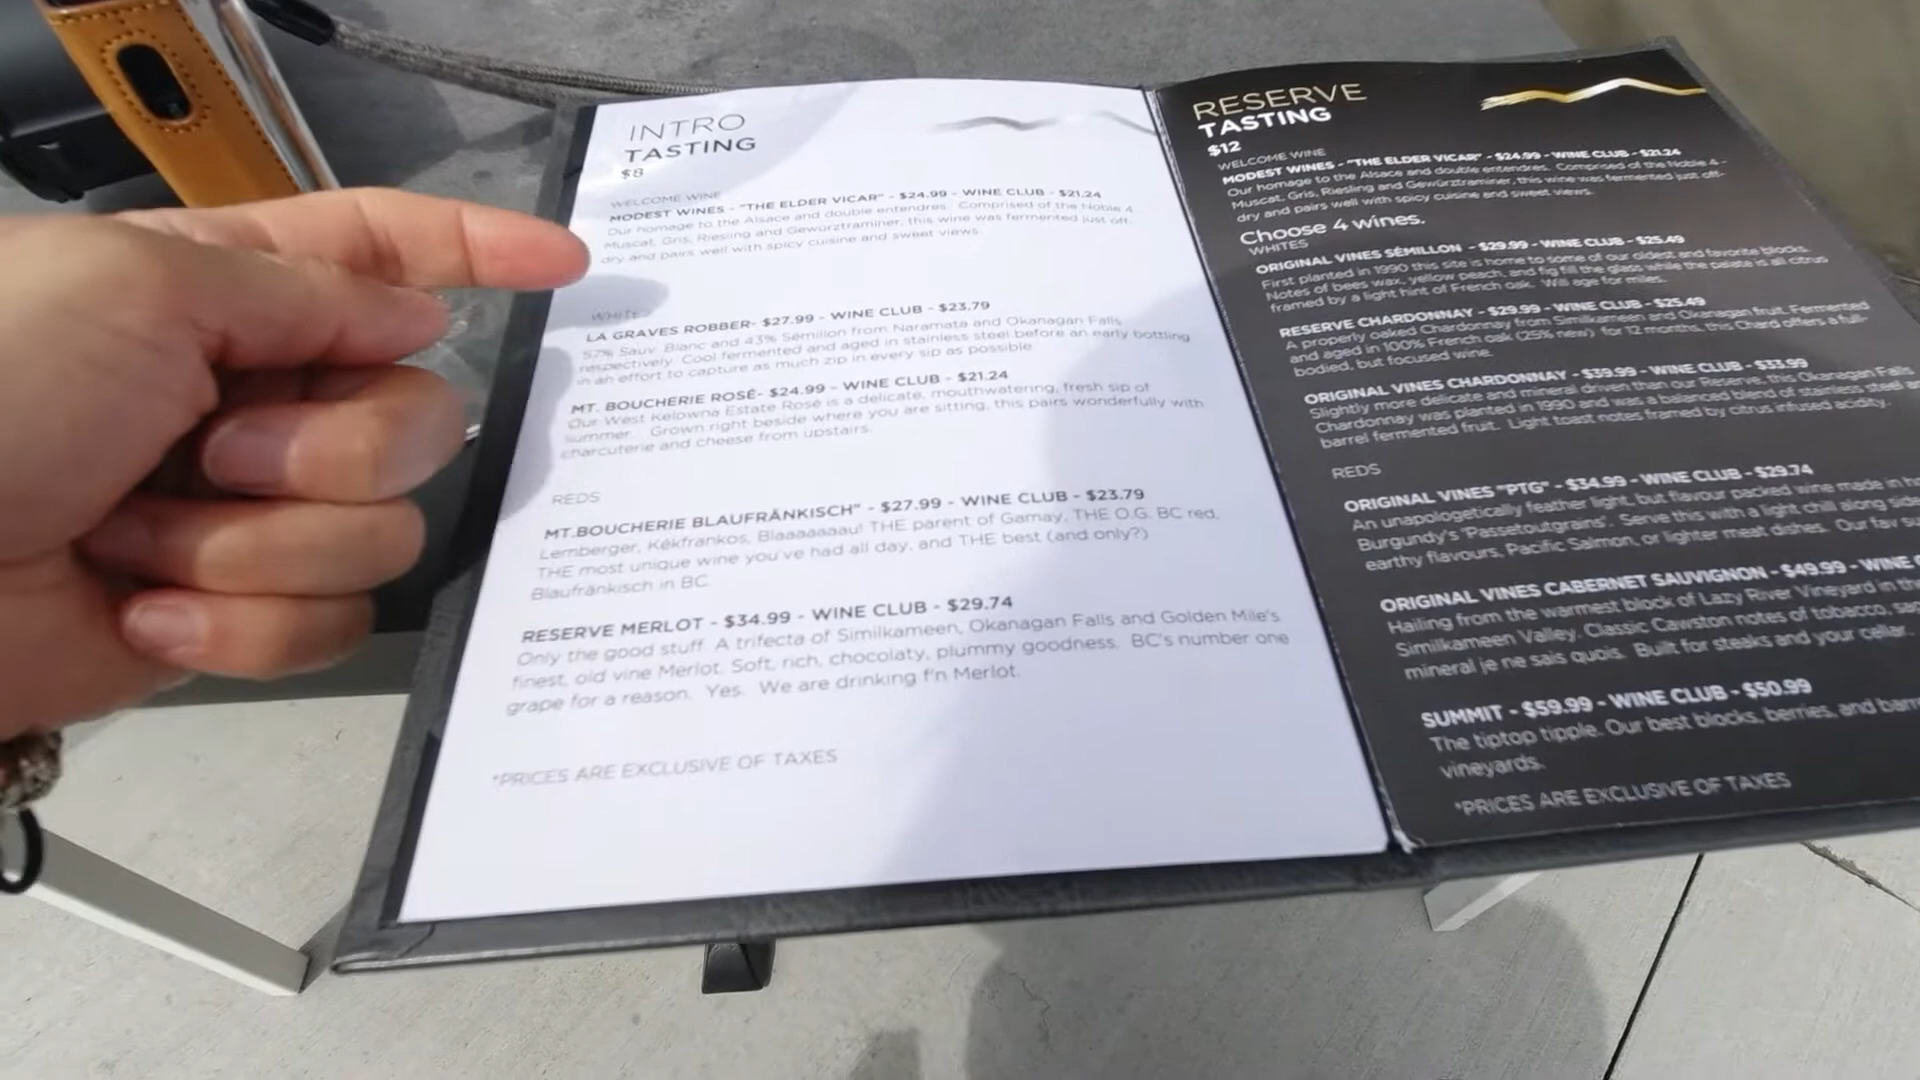 INTRO
TASTING
$8
WELCOME WINE
MODEST WINES - "THE ELDER VICAR" - $24.99 - WINE CLUB - $21.24
Our homage to the Alsace and double entendres. Comprised of the Noble 4
Muscat, Gris, Riesling and Gewürztraminer, this wine was fermented just off-
dry and pairs well with spicy cuisine and sweet views.
WHITES
LA GRAVES ROBBER- $27.99 - WINE CLUB - $23.79
57% Sauv. Blanc and 43% Sémillon from Naramata and Okanagan Falls
respectively. Cool fermented and aged in stainless steel before an early bottling
in an effort to capture as much zip in every sip as possible.
MT. BOUCHERIE ROSÉ- $24.99 - WINE CLUB - $21.24
Our West Kelowna Estate Rosé is a delicate, mouthwatering, fresh sip of
summer. Grown right beside where you are sitting, this pairs wonderfully with
charcuterie and cheese from upstairs.
REDS
MT.BOUCHERIE BLAUFRÄNKISCH" - $27.99 - WINE CLUB - $23.79
Lemberger, Kékfrankos, Blaaaaaaau! THE parent of Gamay, THE O.G. BC red,
THE most unique wine you've had all day, and THE best (and only?)
Blaufränkisch in BC
RESERVE MERLOT - $34.99 - WINE CLUB - $29.74
Only the good stuff. A trifecta of Similkameen, Okanagan Falls and Golden Mile's
finest, old vine Merlot. Soft, rich, chocolaty, plummy goodness. BC's number one
grape for a reason. Yes. We are drinking f'n Merlot.
*PRICES ARE EXCLUSIVE OF TAXES
RESERVE
TASTING
$12
WELCOME WINE
MODEST WINES - "THE ELDER VICAR" - $24.99 - WINE CLUB - $21.24
Our homage to the Alsace and double entendres. Comprised of the Noble 4 -
Muscat, Gris, Riesling and Gewürztraminer, this wine was fermented just off-
dry and pairs well with spicy cuisine and sweet views.
Choose 4 wines.
WHITES
ORIGINAL VINES SÉMILLON - $29.99 - WINE CLUB - $25.49
First planted in 1990 this site is home to some of our oldest and favorite blocks.
Notes of bees wax, yellow peach, and fig fill the glass while the palate is all citrus
framed by a light hint of French oak. Will age for miles.
RESERVE CHARDONNAY - $29.99 - WINE CLUB - $25.49
A properly oaked Chardonnay from Similkameen and Okanagan fruit. Fermented
and aged in 100% French oak (25% new) for 12 months, this Chard offers a full-
bodied, but focused wine.
ORIGINAL VINES CHARDONNAY - $39.99 - WINE CLUB - $33.99
Slightly more delicate and mineral driven than our Reserve, this Okanagan Falls
Chardonnay was planted in 1990 and was a balanced blend of stainless steel and
barrel fermented fruit. Light toast notes framed by citrus infused acidity.
REDS
ORIGINAL VINES "PTG" - $34.99 - WINE CLUB - $29.74
An unapologetically feather light, but flavour packed wine made in
Burgundy's "Passetoutgrains". Serve this with a light chill along
earthy flavours, Pacific Salmon, or lighter meat dishes. Our fav
ORIGINAL VINES CABERNET SAUVIGNON - $49.99 - WINE
Hailing from the warmest block of Lazy River Vineyard in the
Similkameen Valley. Classic Cawston notes of tobacco,
mineral je ne sais quois. Built for steaks and your cellar.
SUMMIT - $59.99 - WINE CLUB - $50.99
The tiptop tipple. Our best blocks, berries, and
vineyards.
*PRICES ARE EXCLUSIVE OF TAXES